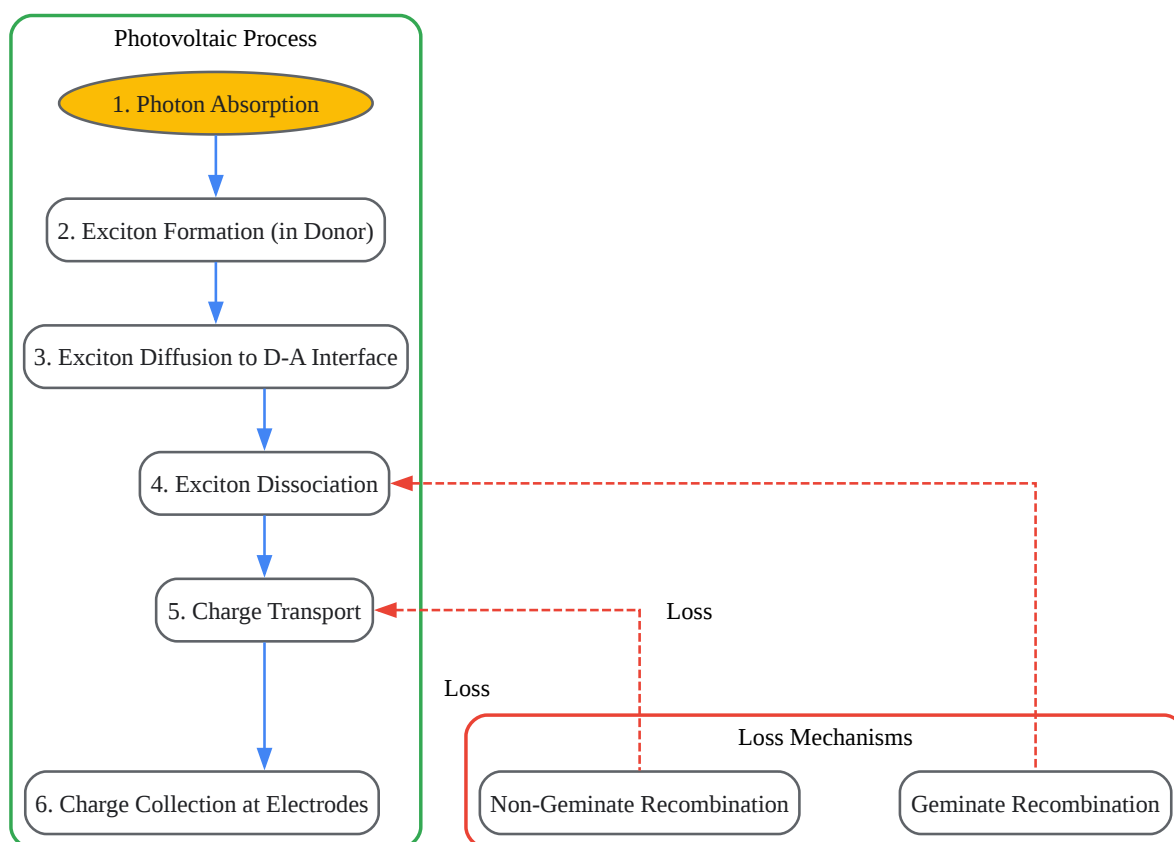 Photovoltaic Process
1. Photon Absorption
2. Exciton Formation (in Donor)
3. Exciton Diffusion to D-A Interface
4. Exciton Dissociation
5. Charge Transport
Loss
Loss
Loss Mechanisms
6. Charge Collection at Electrodes
Non-Geminate Recombination
Geminate Recombination